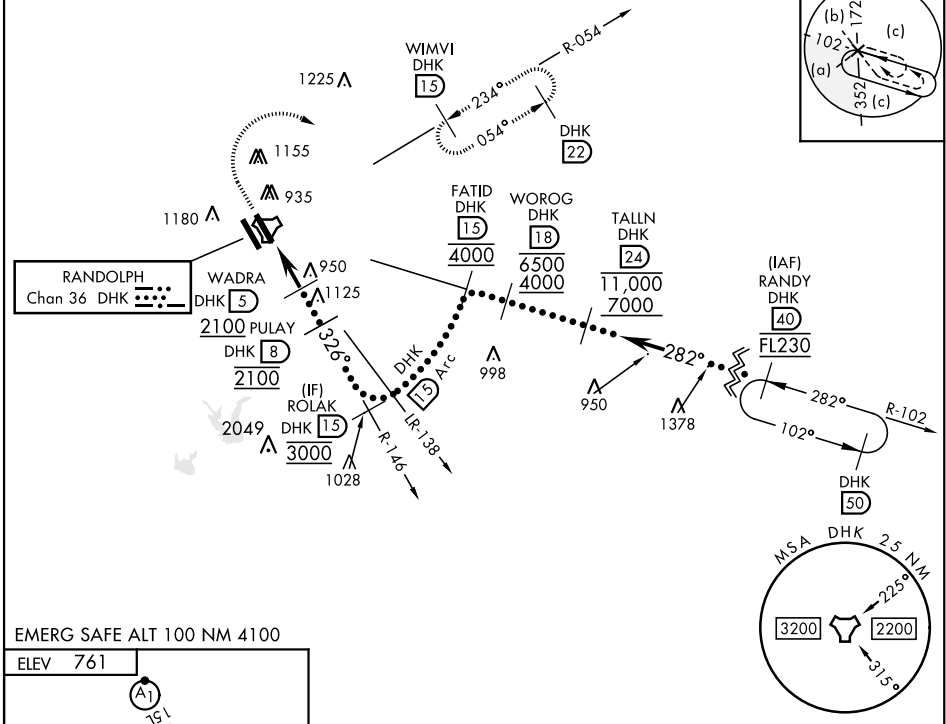 (b)
172
(c)
102
(a)
352
(c)
WIMVI
DHK
15
R-054
234°
054°
DHK
22
1225
1155
935
1180
RANDOLPH
Chan 36 DHK
WADRA
DHK 5
2100
PULAY
DHK 8
2100
950
1125
326°
(IF)
ROLAK
DHK 15
3000
2049
1028
R-146
LR-138
DHK
15 Arc
FATID
DHK
15
4000
WOROG
DHK
18
6500
4000
TALLN
DHK
24
11,000
7000
998
950
1378
282°
(IAF)
RANDY
DHK
40
FL230
282°
102°
R-102
DHK
50
MSA DHK 25 NM
225°
3200
2200
315°
EMERG SAFE ALT 100 NM 4100
ELEV 761
A1
15L